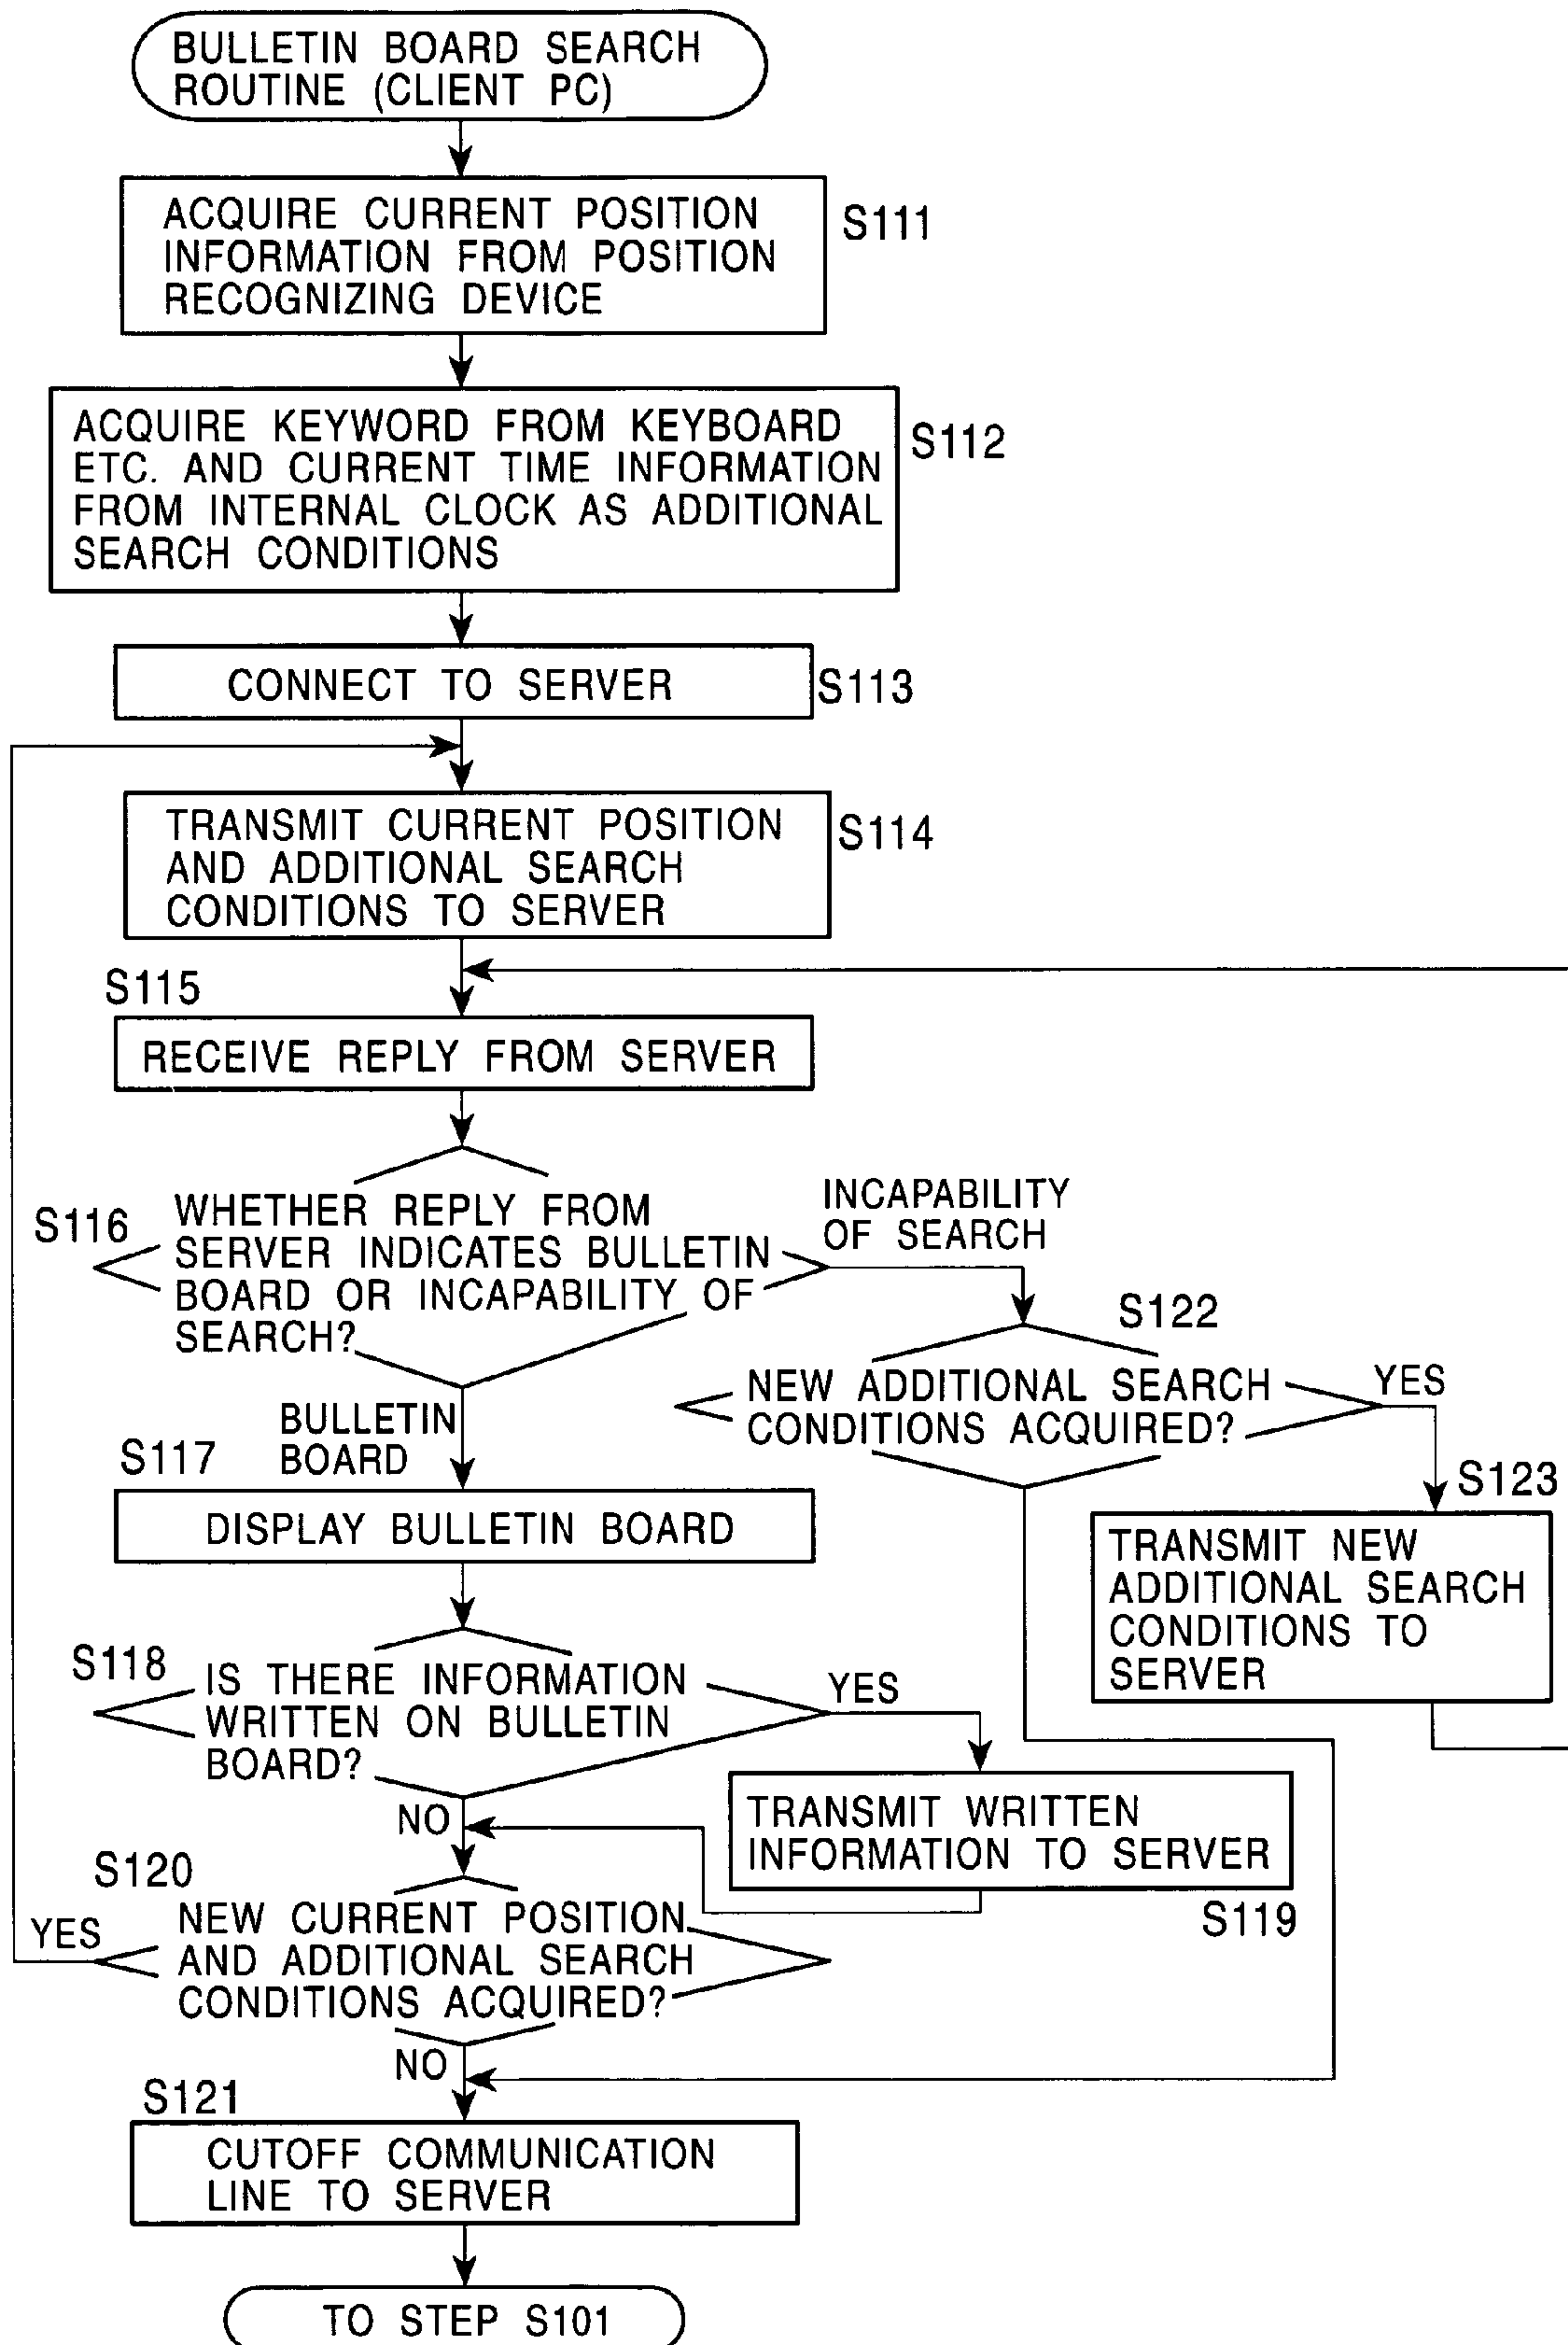 BULLETIN BOARD SEARCH
ROUTINE (CLIENT PC)
ACQUIRE CURRENT POSITION
INFORMATION FROM POSITION
RECOGNIZING DEVICE
S111
ACQUIRE KEYWORD FROM KEYBOARD
ETC. AND CURRENT TIME INFORMATION
FROM INTERNAL CLOCK AS ADDITIONAL
SEARCH CONDITIONS
S112
CONNECT TO SERVER
S113
TRANSMIT CURRENT POSITION
AND ADDITIONAL SEARCH
CONDITIONS TO SERVER
S114
S115
RECEIVE REPLY FROM SERVER
S116
WHETHER REPLY FROM
SERVER INDICATES BULLETIN
BOARD OR INCAPABILITY OF
SEARCH?
INCAPABILITY
OF SEARCH
S122
NEW ADDITIONAL SEARCH
CONDITIONS ACQUIRED?
YES
BULLETIN
BOARD
S117
DISPLAY BULLETIN BOARD
S123
TRANSMIT NEW
ADDITIONAL SEARCH
CONDITIONS TO
SERVER
S118
IS THERE INFORMATION
WRITTEN ON BULLETIN
BOARD?
YES
NO
TRANSMIT WRITTEN
INFORMATION TO SERVER
S119
S120
YES
NEW CURRENT POSITION
AND ADDITIONAL SEARCH
CONDITIONS ACQUIRED?
NO
S121
CUTOFF COMMUNICATION
LINE TO SERVER
TO STEP S101